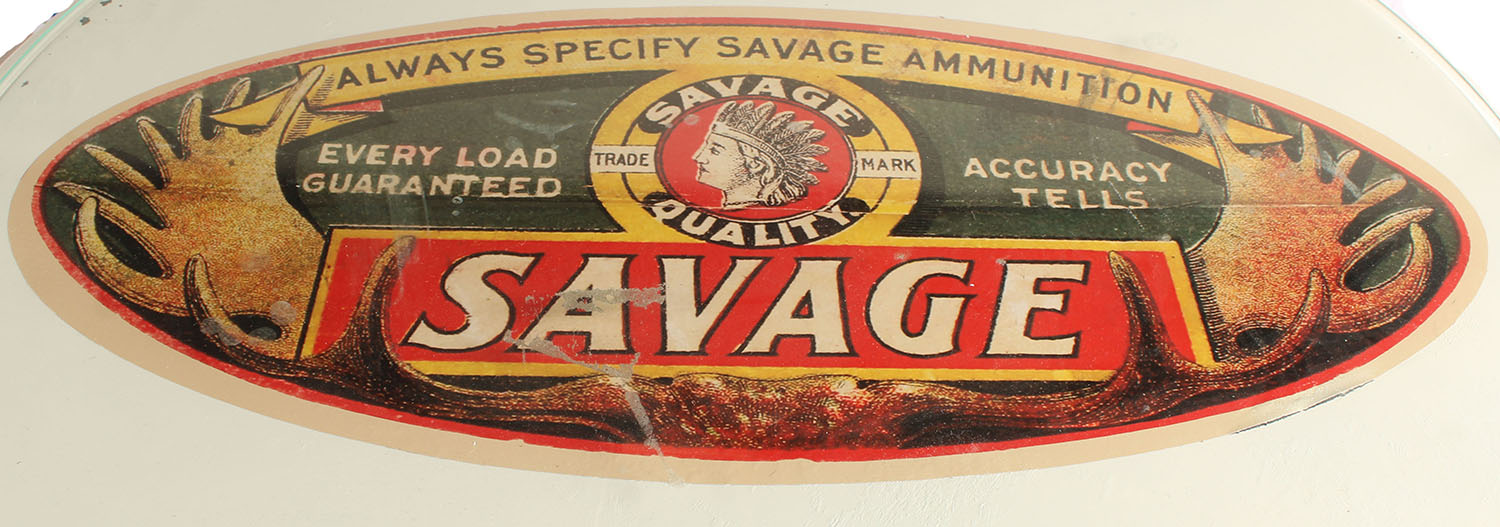 ALWAYS SPECIFY SAVAGE AMMUNITION
EVERY LOAD
GUARANTEED
SAVAGE
TRADE MARK
QUALITY.
ACCURACY
TELLS
SAVAGE